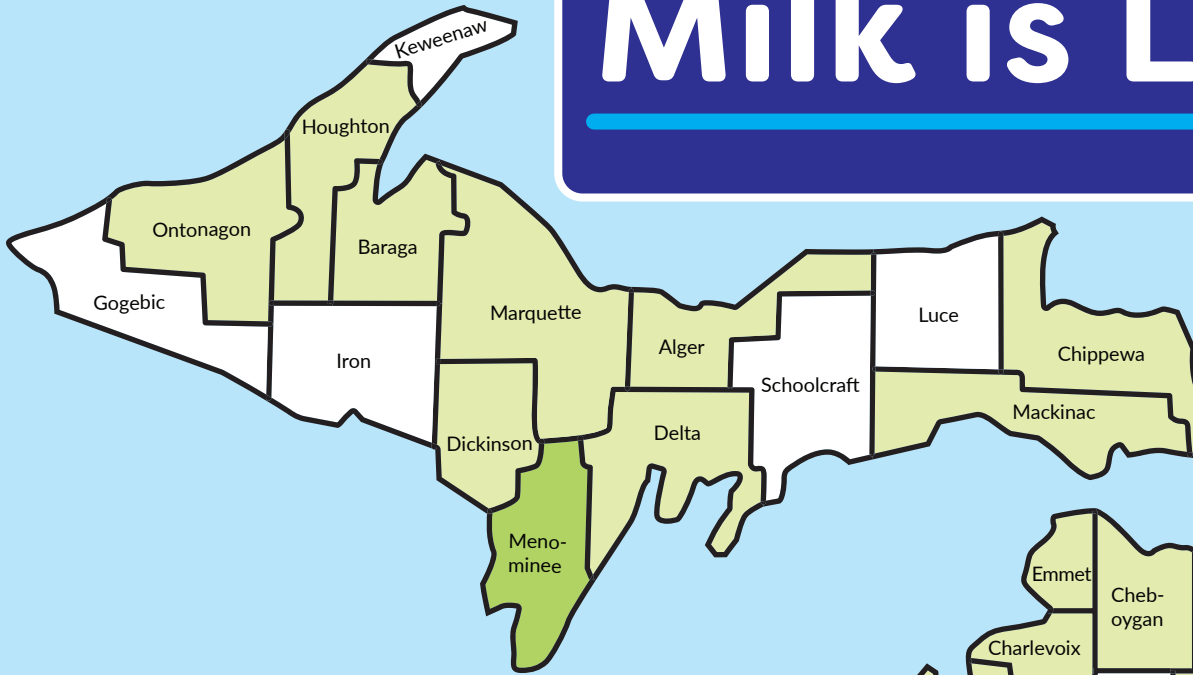 Milk is L
Keweenaw
Houghton
Ontonagon
Baraga
Gogebic
Marquette
Luce
Iron
Alger
Chippewa
Schoolcraft
Mackinac
Dickinson
Delta
Meno-
minee
Emmet
Cheb-
oygan
Charlevoix